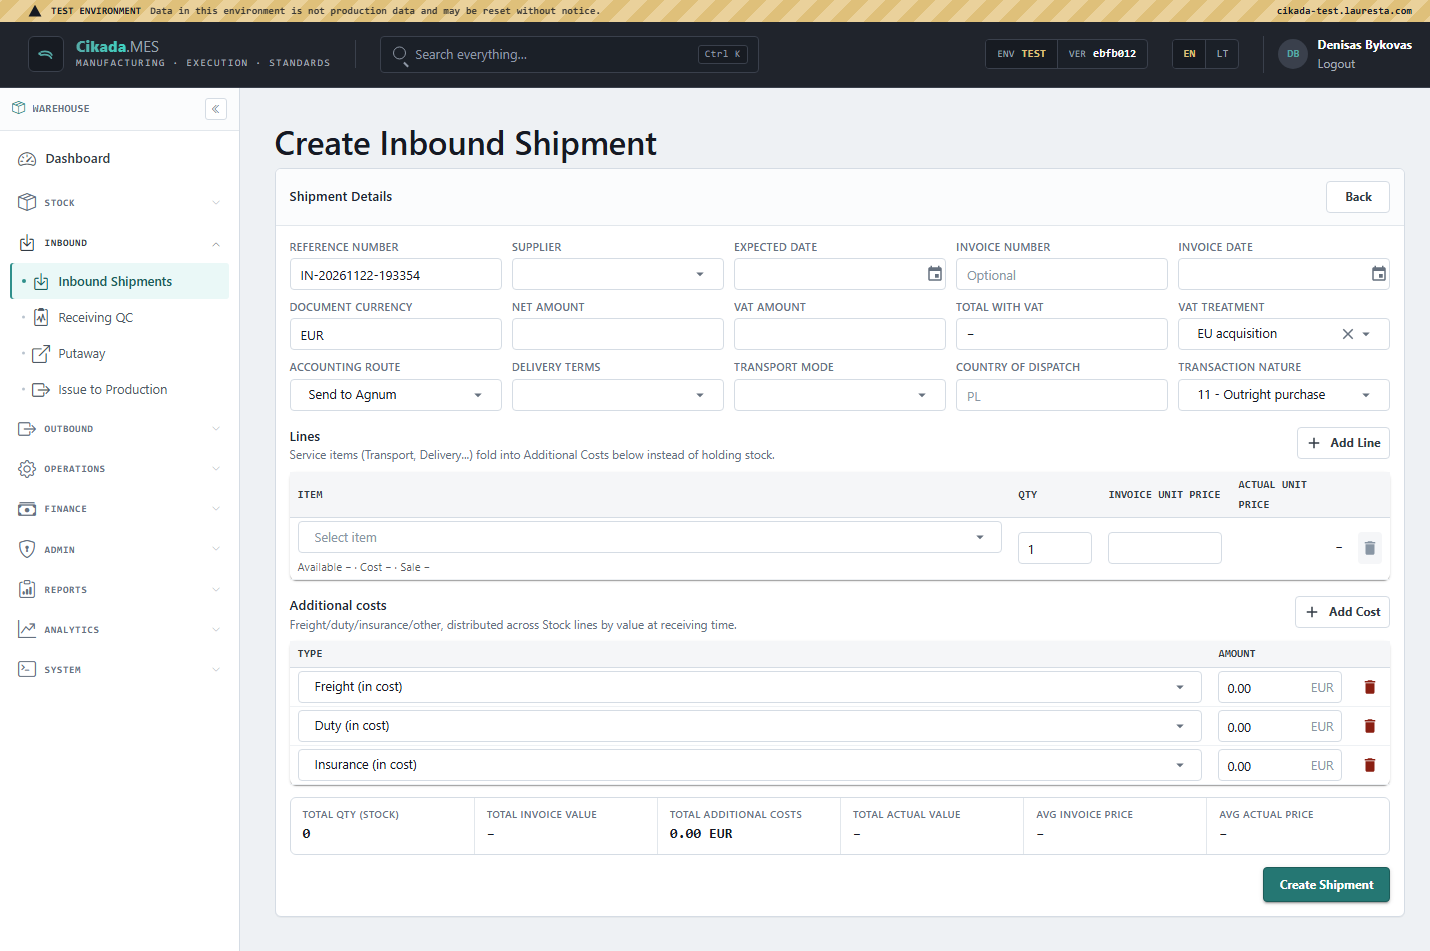 TEST ENVIRONMENT Data in this environment is not production data and may be reset without notice.
cikada-test.lauresta.com
Cikada.MES
MANUFACTURING · EXECUTION · STANDARDS
Search everything...
Ctrl K
ENV TEST
VER ebfb012
EN
LT
DB
Denisas Bykovas
Logout
WAREHOUSE
Dashboard
STOCK
INBOUND
Inbound Shipments
Receiving QC
Putaway
Issue to Production
OUTBOUND
OPERATIONS
FINANCE
ADMIN
REPORTS
ANALYTICS
SYSTEM
Create Inbound Shipment
Shipment Details
Back
REFERENCE NUMBER
SUPPLIER
EXPECTED DATE
INVOICE NUMBER
INVOICE DATE
IN-20261122-193354
Optional
DOCUMENT CURRENCY
NET AMOUNT
VAT AMOUNT
TOTAL WITH VAT
VAT TREATMENT
EUR
–
EU acquisition
ACCOUNTING ROUTE
DELIVERY TERMS
TRANSPORT MODE
COUNTRY OF DISPATCH
TRANSACTION NATURE
Send to Agnum
PL
11 - Outright purchase
Lines
Service items (Transport, Delivery...) fold into Additional Costs below instead of holding stock.
Add Line
ITEM
QTY
INVOICE UNIT PRICE
ACTUAL UNIT
PRICE
Select item
1
–
Available – · Cost – · Sale –
Additional costs
Freight/duty/insurance/other, distributed across Stock lines by value at receiving time.
Add Cost
TYPE
AMOUNT
Freight (in cost)
0.00 EUR
Duty (in cost)
0.00 EUR
Insurance (in cost)
0.00 EUR
TOTAL QTY (STOCK)
TOTAL INVOICE VALUE
TOTAL ADDITIONAL COSTS
TOTAL ACTUAL VALUE
AVG INVOICE PRICE
AVG ACTUAL PRICE
0
–
0.00 EUR
–
–
–
Create Shipment